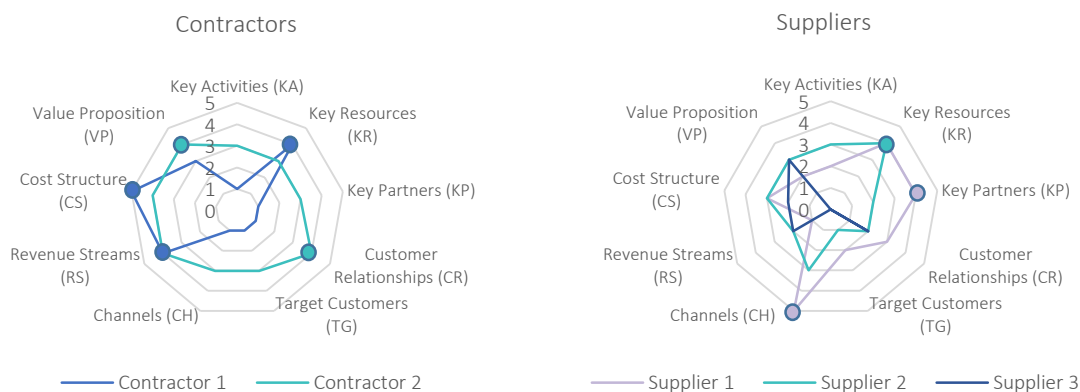 Contractors
Key Activities (KA)
Value Proposition
(VP)
Key Resources
(KR)
Cost Structure
(CS)
Key Partners (KP)
Revenue Streams
(RS)
Customer
Relationships (CR)
Channels (CH)
Target Customers
(TG)
5
4
3
2
1
0
Contractor 1
Contractor 2
Suppliers
Key Activities (KA)
Value Proposition
(VP)
Key Resources
(KR)
Cost Structure
(CS)
Key Partners (KP)
Revenue Streams
(RS)
Customer
Relationships (CR)
Channels (CH)
Target Customers
(TG)
5
4
3
2
1
0
Supplier 1
Supplier 2
Supplier 3